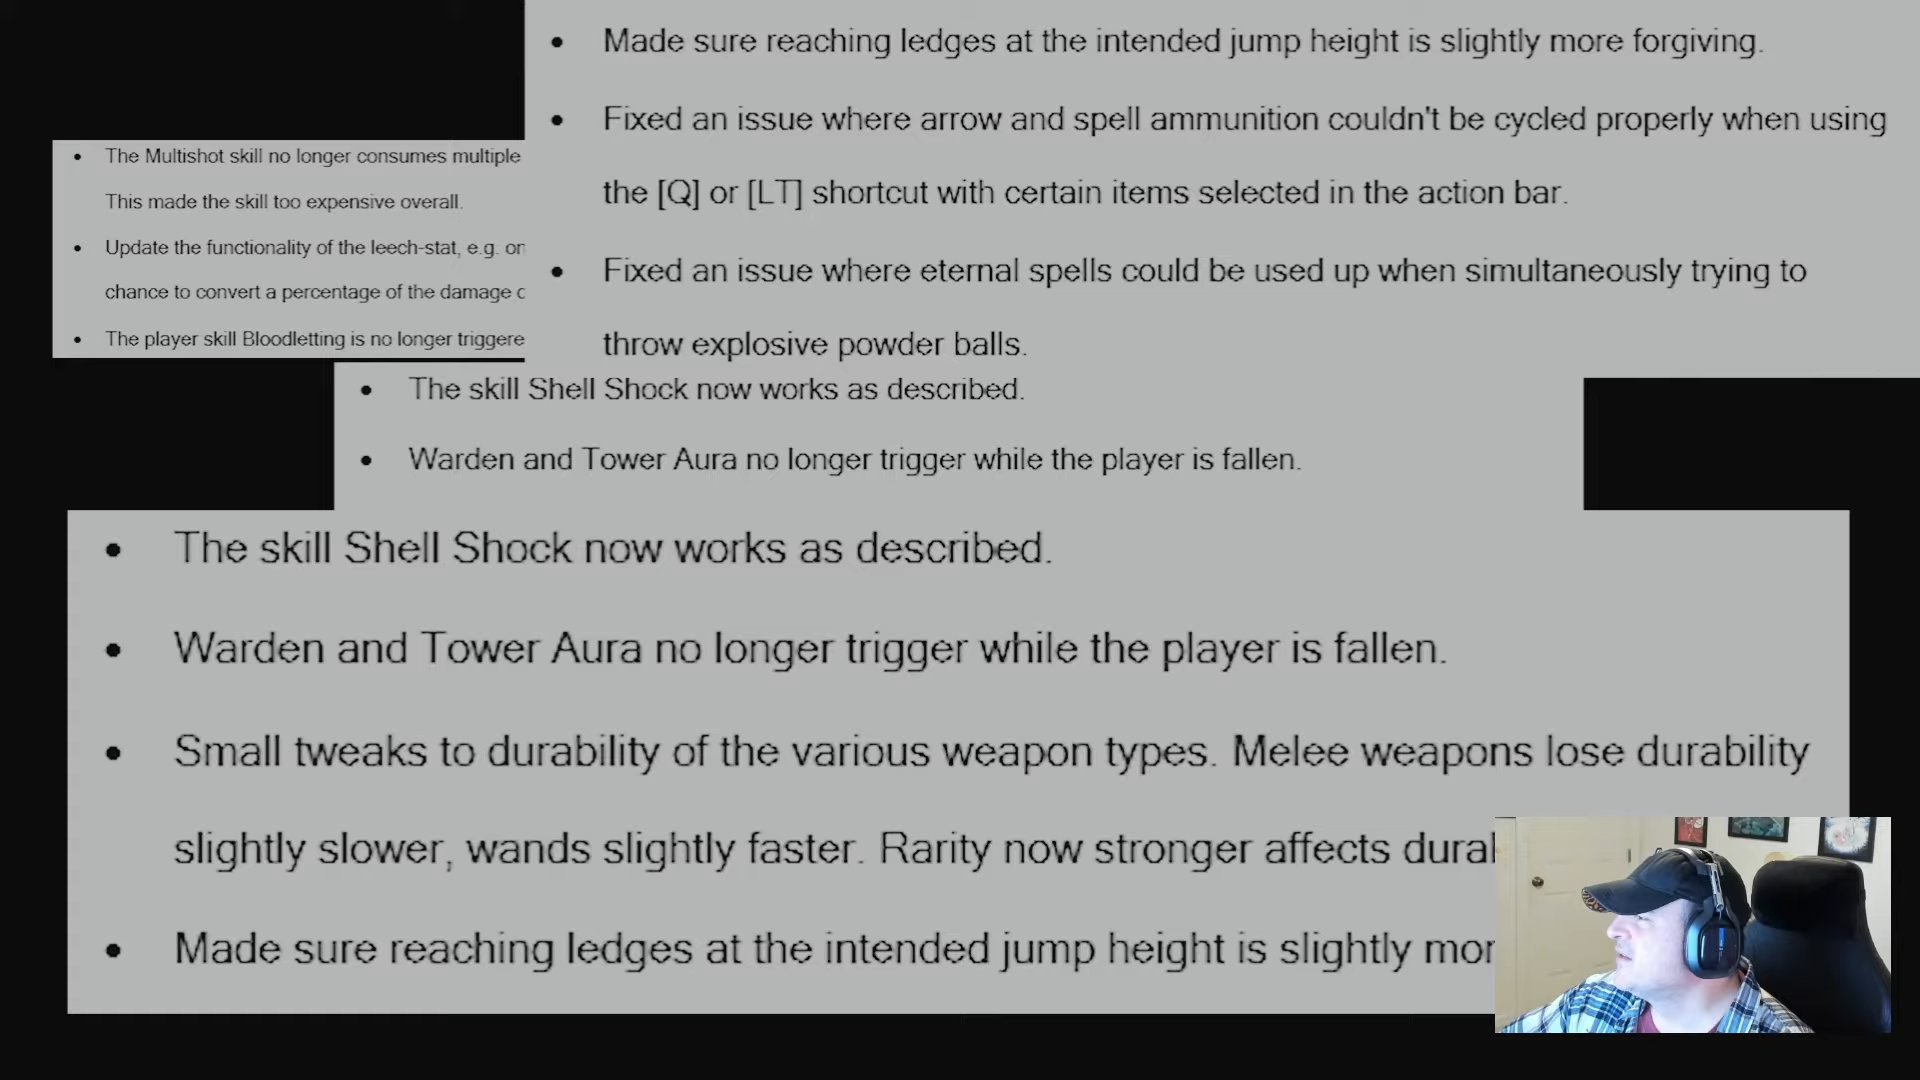 Made sure reaching ledges at the intended jump height is slightly more forgiving.
Fixed an issue where arrow and spell ammunition couldn't be cycled properly when using
the [Q] or [LT] shortcut with certain items selected in the action bar.
Fixed an issue where eternal spells could be used up when simultaneously trying to
throw explosive powder balls.
The Multishot skill no longer consumes multiple
This made the skill too expensive overall.
Update the functionality of the leech-stat, e.g. on
chance to convert a percentage of the damage
The player skill Bloodletting is no longer
The skill Shell Shock now works as described.
Warden and Tower Aura no longer trigger while the player is fallen.
The skill Shell Shock now works as described.
Warden and Tower Aura no longer trigger while the player is fallen.
Small tweaks to durability of the various weapon types. Melee weapons lose durability
slightly slower, wands slightly faster. Rarity now stronger affects
Made sure reaching ledges at the intended jump height is slightly